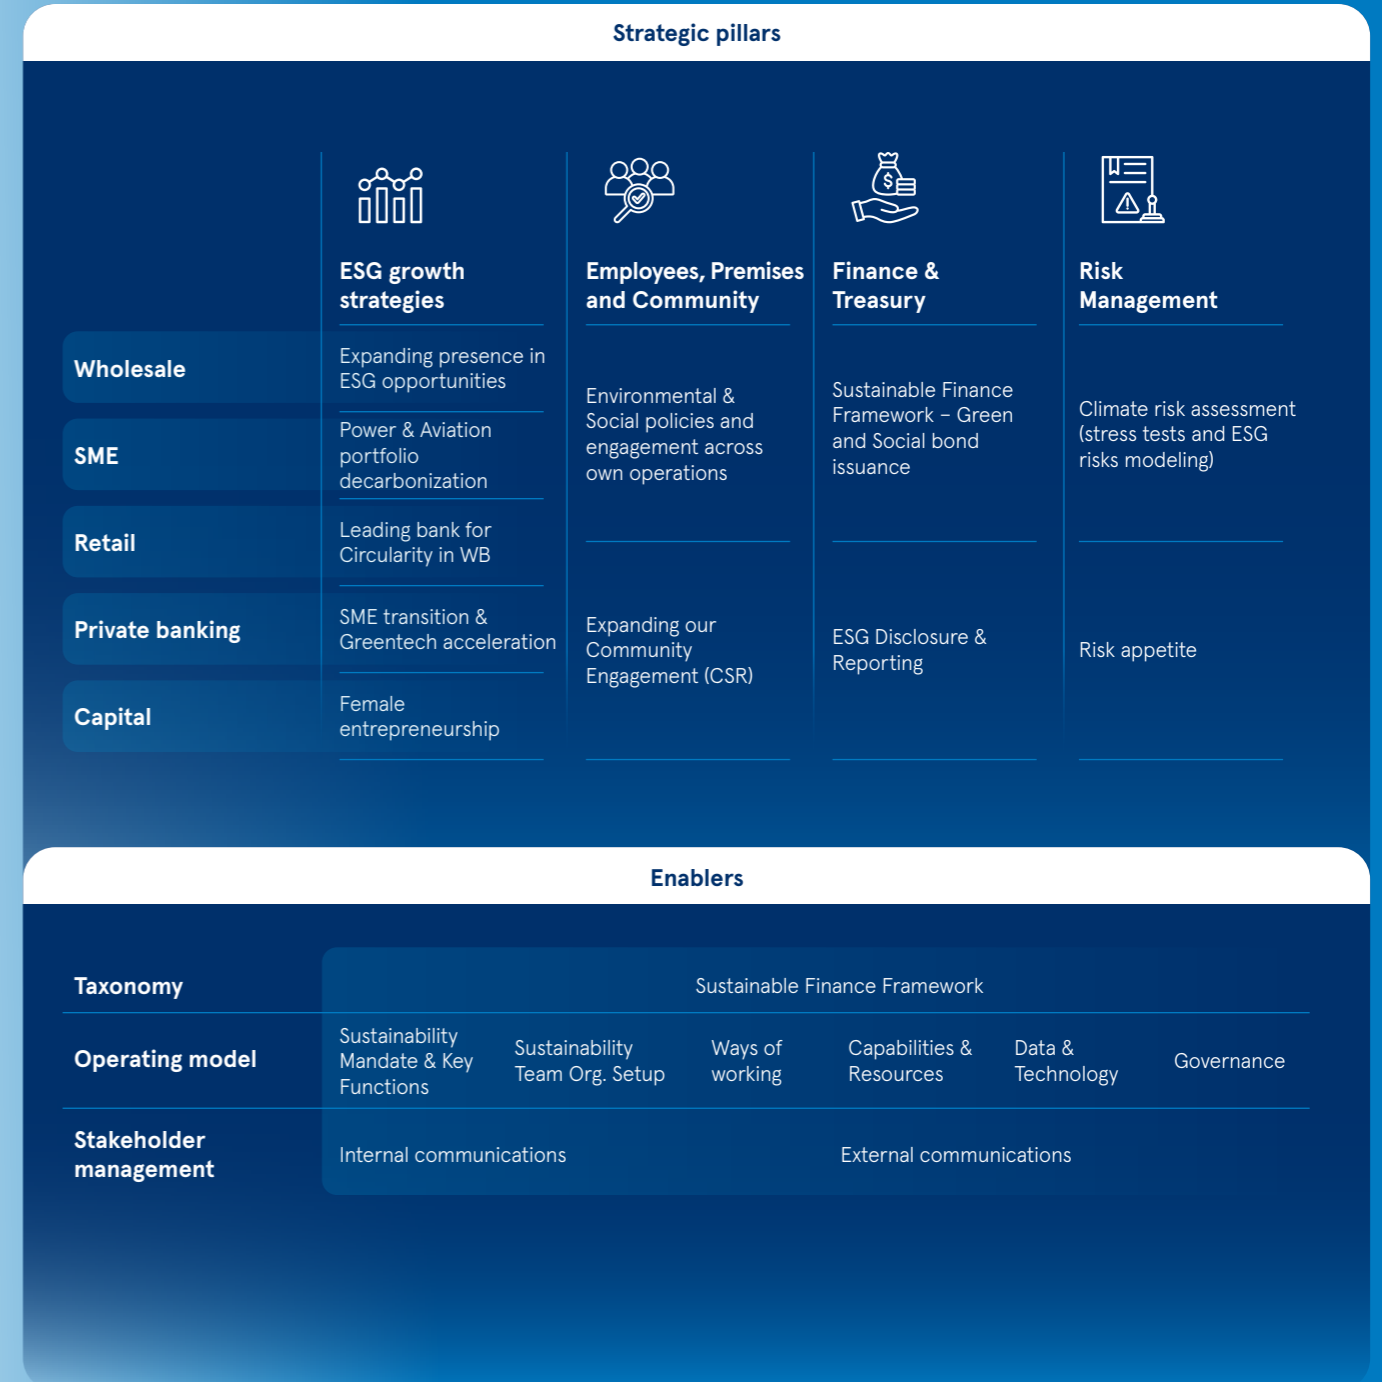 Strategic pillars
ESG growth
strategies
Employees, Premises
and Community
Finance &
Treasury
Risk
Management
Wholesale
SME
Retail
Private banking
Capital
Expanding presence in
ESG opportunities
Power & Aviation
portfolio
decarbonization
Leading bank for
Circularity in WB
SME transition &
Greentech acceleration
Female
entrepreneurship
Environmental &
Social policies and
engagement across
own operations
Expanding our
Community
Engagement (CSR)
Sustainable Finance
Framework – Green
and Social bond
issuance
ESG Disclosure &
Reporting
Climate risk assessment
(stress tests and ESG
risks modeling)
Risk appetite
Enablers
Taxonomy
Sustainable Finance Framework
Operating model
Sustainability
Mandate & Key
Functions
Sustainability
Team Org. Setup
Ways of
working
Capabilities &
Resources
Data &
Technology
Governance
Stakeholder
management
Internal communications
External communications